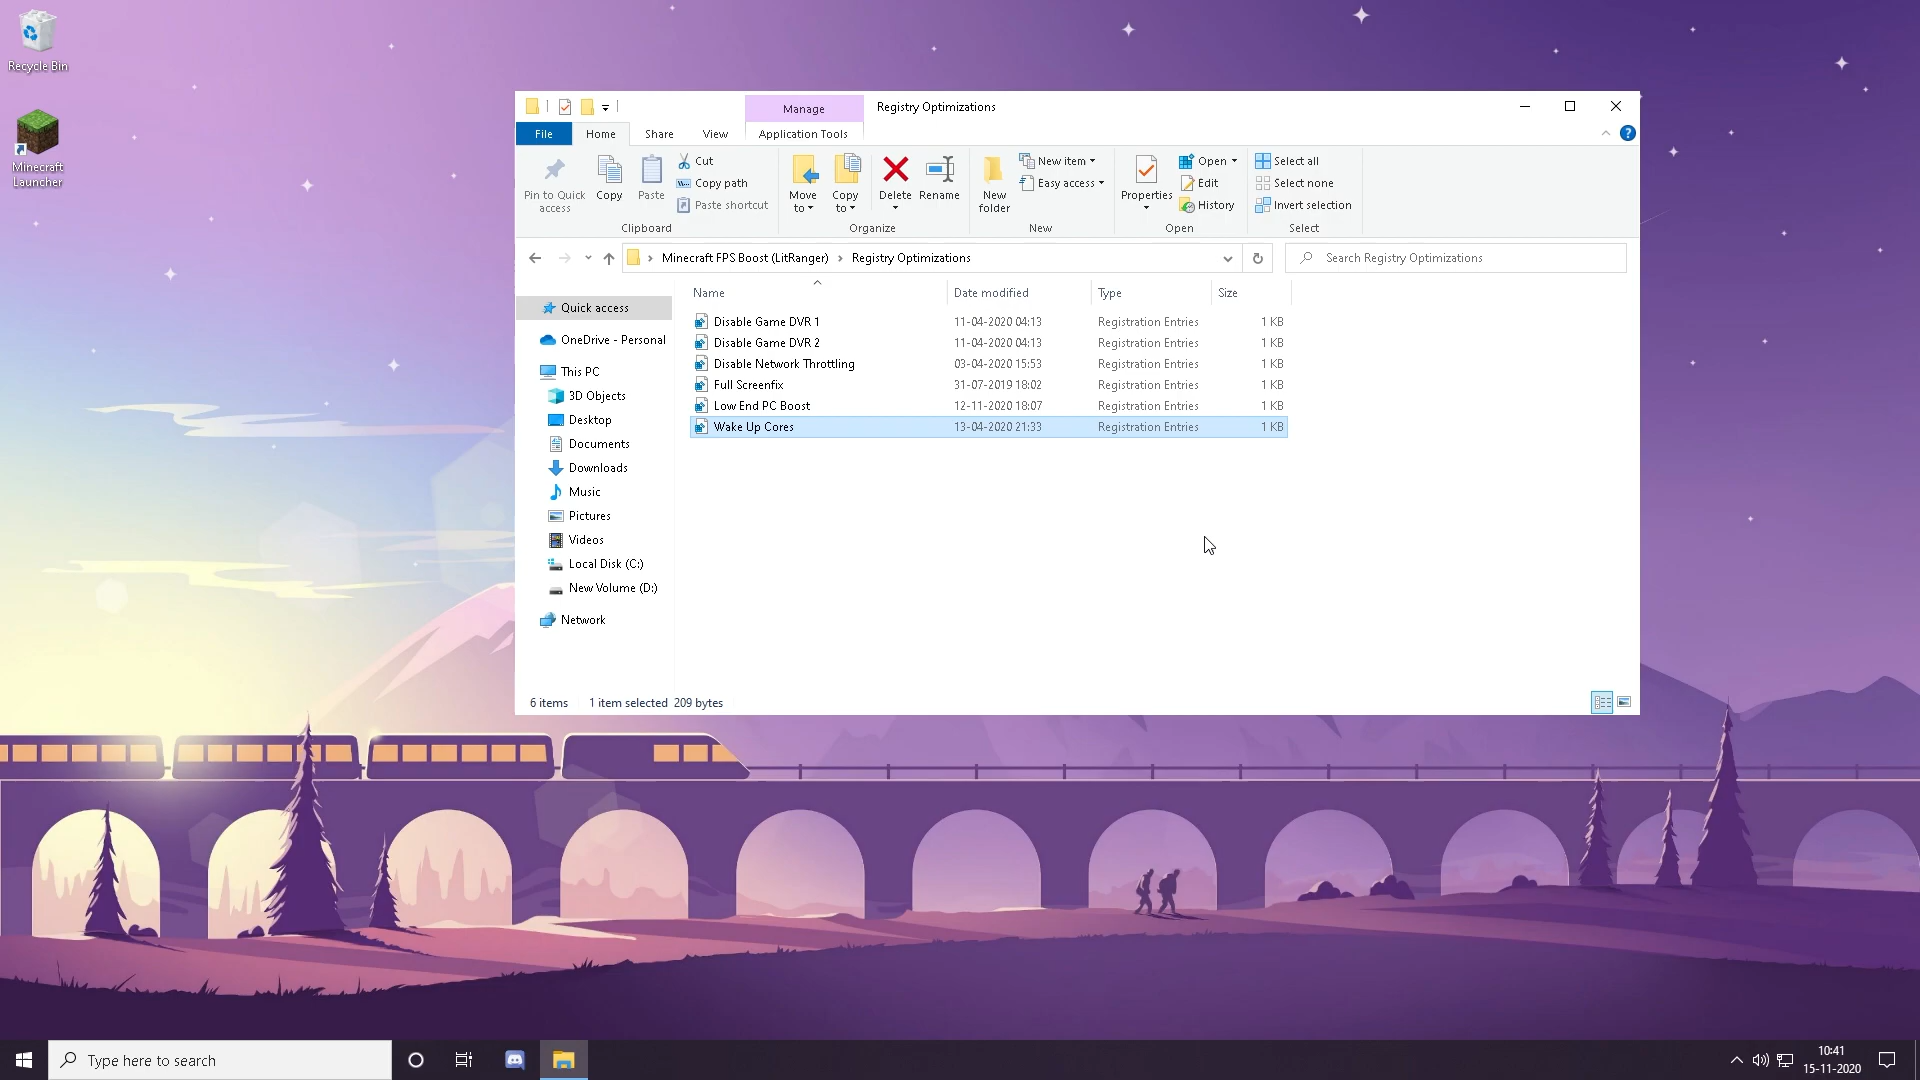 Recycle Bin
Minecraft
Launcher
Manage
Registry Optimizations
File
Home
Share
View
Application Tools
Pin to Quick
access
Copy
Paste
Cut
Copy path
Paste shortcut
Clipboard
Move
to
Copy
to
Delete
Rename
Organize
New
folder
New item
Easy access
New
Properties
Open
Edit
History
Open
Select all
Select none
Invert selection
Select
Minecraft FPS Boost (LitRanger) › Registry Optimizations
Search Registry Optimizations
Quick access
OneDrive - Personal
This PC
3D Objects
Desktop
Documents
Downloads
Music
Pictures
Videos
Local Disk (C:)
New Volume (D:)
Network
Name Date modified Type Size
Disable Game DVR 1 11-04-2020 04:13 Registration Entries 1 KB
Disable Game DVR 2 11-04-2020 04:13 Registration Entries 1 KB
Disable Network Throttling 03-04-2020 15:53 Registration Entries 1 KB
Full Screenfix 31-07-2019 18:02 Registration Entries 1 KB
Low End PC Boost 12-11-2020 18:07 Registration Entries 1 KB
Wake Up Cores 13-04-2020 21:33 Registration Entries 1 KB
6 items 1 item selected 209 bytes
Type here to search
10:41
15-11-2020